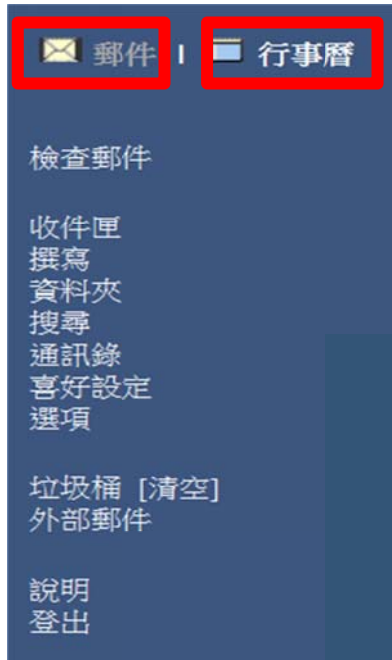 郵件 | 行事曆
檢查郵件
收件匣
撰寫
資料夾
搜尋
通訊錄
喜好設定
選項
垃圾桶 [清空]
外部郵件
說明
登出